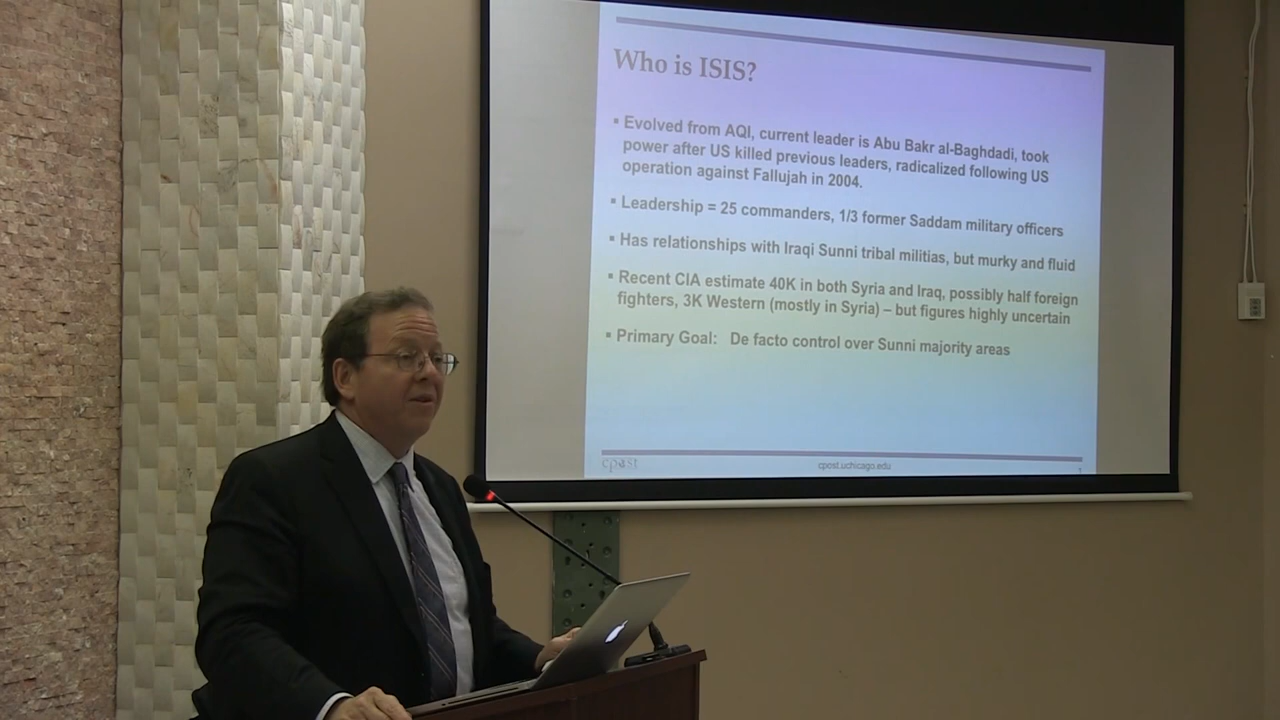 Who is ISIS?
▪ Evolved from AQI, current leader is Abu Bakr al-Baghdadi, took
power after US killed previous leaders, radicalized following US
operation against Fallujah in 2004.
▪ Leadership = 25 commanders, 1/3 former Saddam military officers
▪ Has relationships with Iraqi Sunni tribal militias, but murky and fluid
▪ Recent CIA estimate 40K in both Syria and Iraq, possibly half foreign
fighters, 3K Western (mostly in Syria) – but figures highly uncertain
▪ Primary Goal: De facto control over Sunni majority areas
cpost
cpost.uchicago.edu